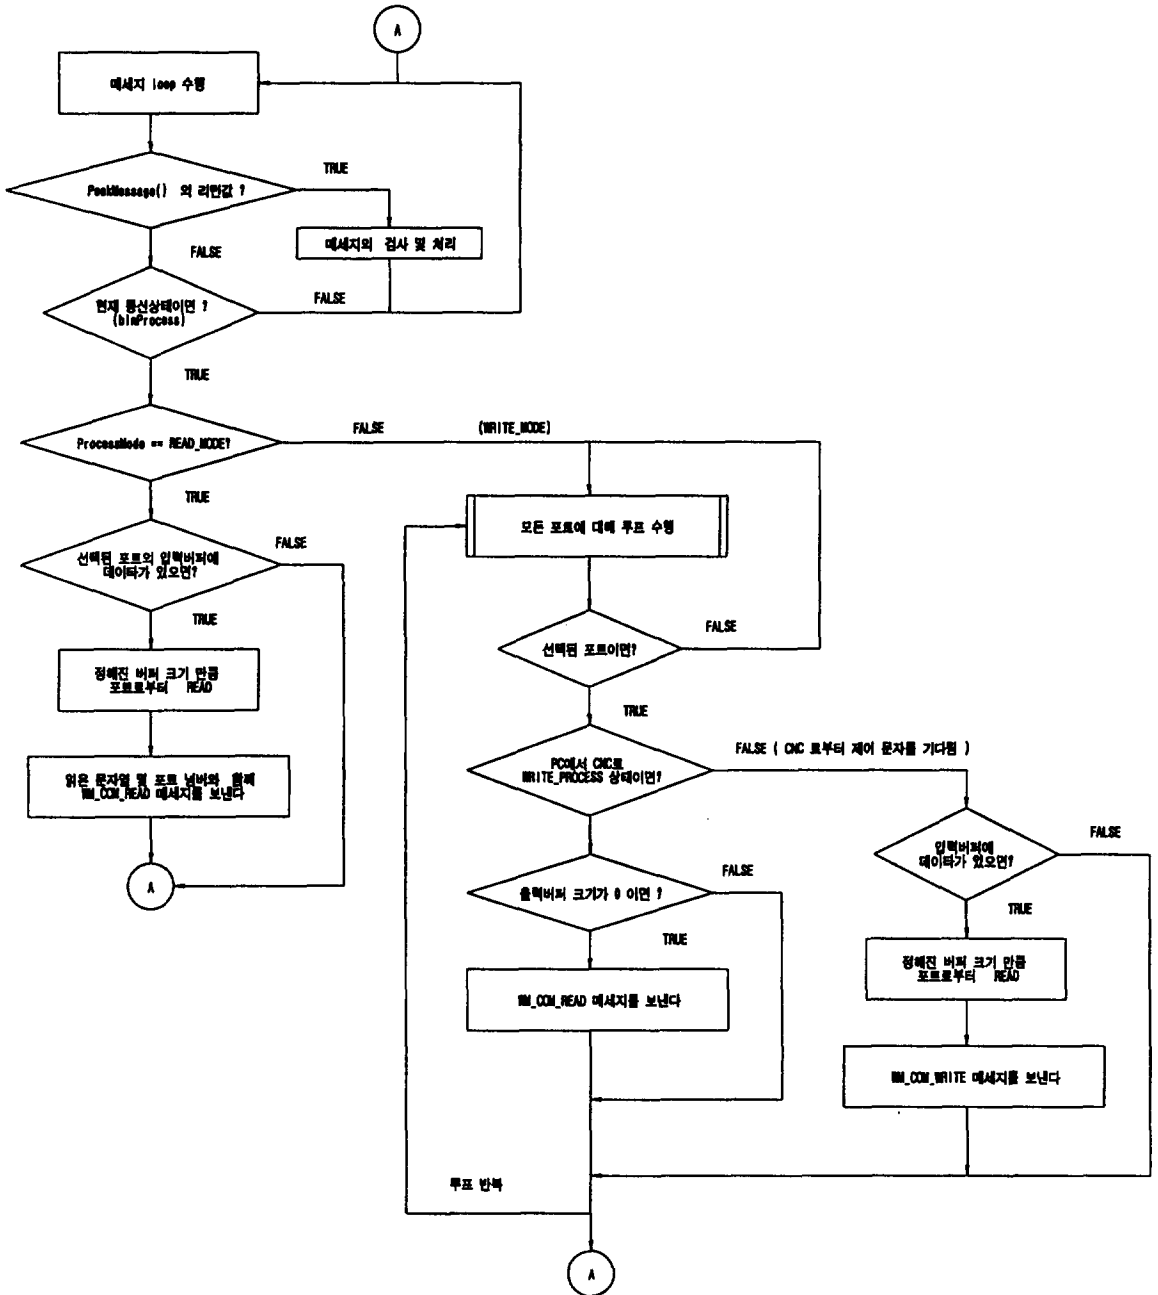 A
메세지 loop 수행
TRUE
PeekMessage() 의 리턴값 ?
FALSE
메세지의 검사 및 처리
현재 통신상태이면 ?
(bInProcess)
FALSE
TRUE
ProcessMode == READ_MODE?
FALSE (WRITE_MODE)
TRUE
모든 포트에 대해 루프 수행
선택된 포트의 입력버퍼에
데이타가 있으면?
FALSE
TRUE
선택된 포트이면?
FALSE
정해진 버퍼 크기 만큼
포트로부터 READ
TRUE
PC에서 CNC로
WRITE_PROCESS 상태이면?
FALSE ( CNC 로부터 제어 문자를 기다림 )
읽은 문자열 및 포트 넘버와 함께
WM_COM_READ 메세지를 보낸다
입력버퍼에
데이타가 있으면?
FALSE
A
출력버퍼 크기가 0 이면 ?
FALSE
TRUE
TRUE
정해진 버퍼 크기 만큼
포트로부터 READ
WM_COM_READ 메세지를 보낸다
WM_COM_WRITE 메세지를 보낸다
루프 반복
A